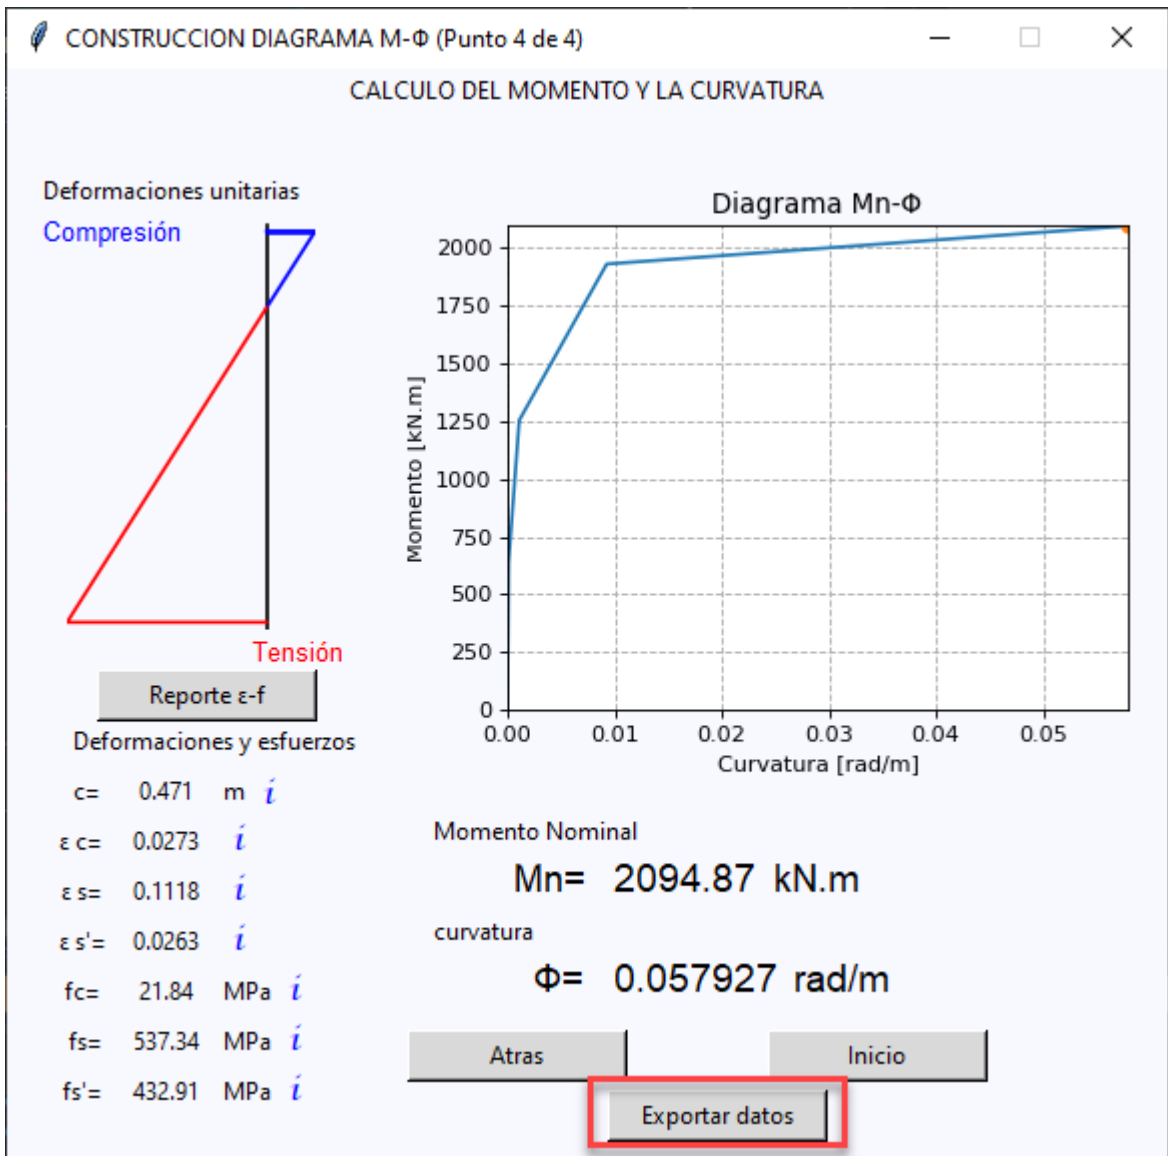 CONSTRUCCION DIAGRAMA M-Φ (Punto 4 de 4)
CALCULO DEL MOMENTO Y LA CURVATURA
Deformaciones unitarias
Compresión
Tensión
Reporte ε-f
Deformaciones y esfuerzos
c= 0.471 m i
ε c= 0.0273 i
ε s= 0.1118 i
ε s'= 0.0263 i
fc= 21.84 MPa i
fs= 537.34 MPa i
fs'= 432.91 MPa i
Diagrama Mn-Φ
Momento [kN.m]
2000
1750
1500
1250
1000
750
500
250
0
0.00 0.01 0.02 0.03 0.04 0.05
Curvatura [rad/m]
Momento Nominal
Mn= 2094.87 kN.m
curvatura
Φ= 0.057927 rad/m
Atras Inicio
Exportar datos